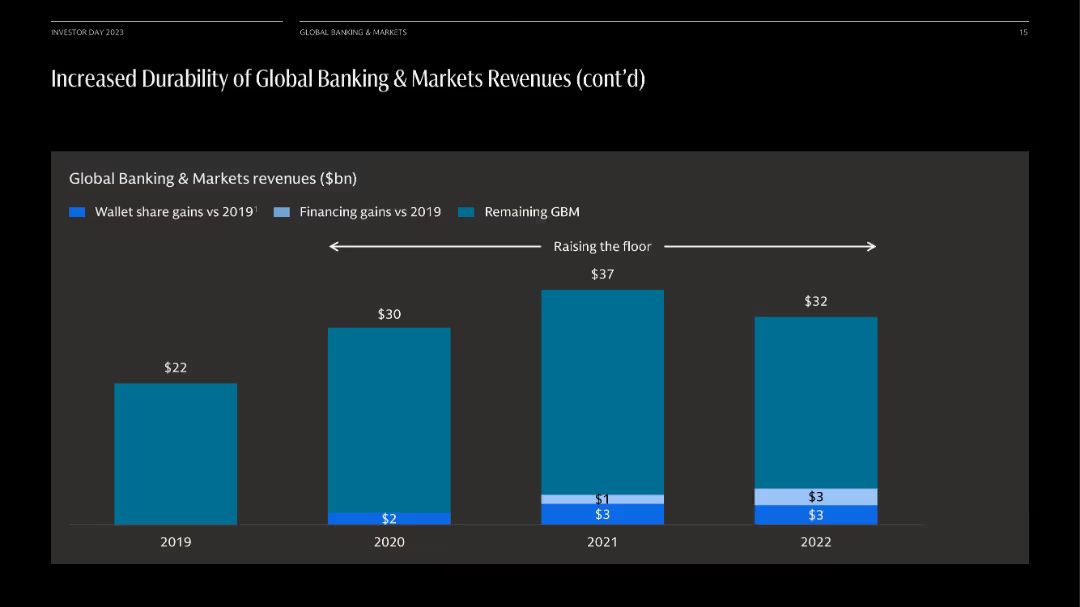 INVESTOR DAY 2023
GLOBAL BANKING & MARKETS
15
Increased Durability of Global Banking & Markets Revenues (cont'd)
Global Banking & Markets revenues ($bn)
Wallet share gains vs 2019¹
Financing gains vs 2019
Remaining GBM
Raising the floor
$22
$30
$37
$32
$1
$3
$2
$3
$3
2019
2020
2021
2022